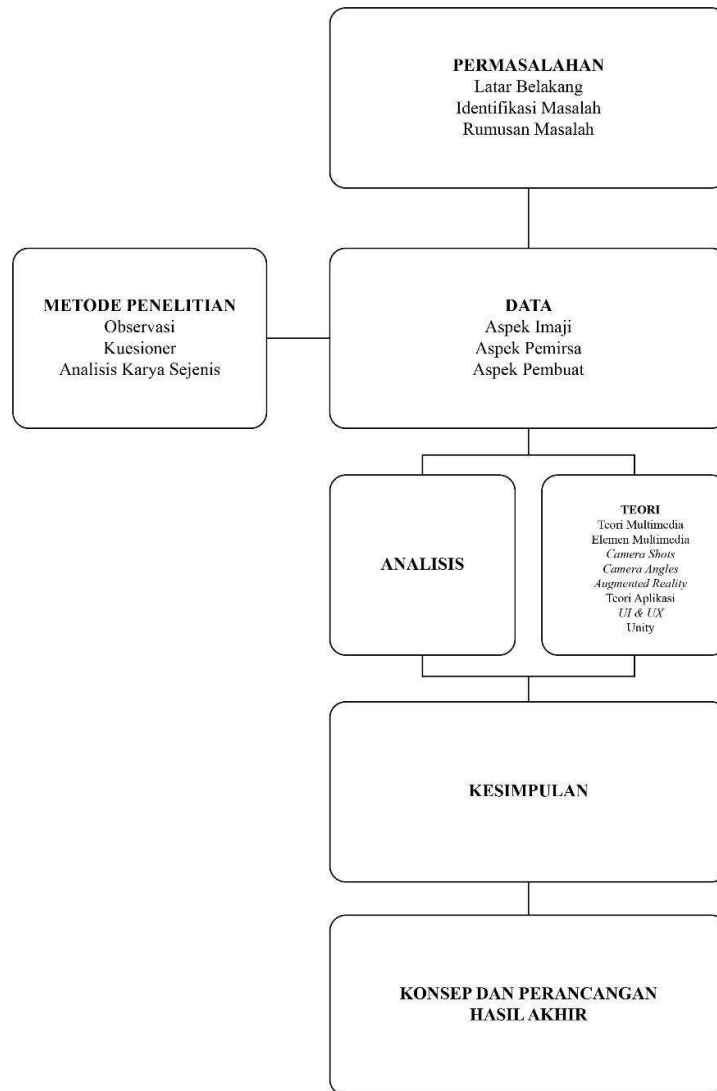 PERMASALAHAN
Latar Belakang
Identifikasi Masalah
Rumusan Masalah
METODE PENELITIAN
Observasi
Kuesioner
Analisis Karya Sejenis
DATA
Aspek Imaji
Aspek Pemirsa
Aspek Pembuat
ANALISIS
TEORI
Teori Multimedia
Elemen Multimedia
Camera Shots
Camera Angles
Augmented Reality
Teori Aplikasi
UI & UX
Unity
KESIMPULAN
KONSEP DAN PERANCANGAN
HASIL AKHIR